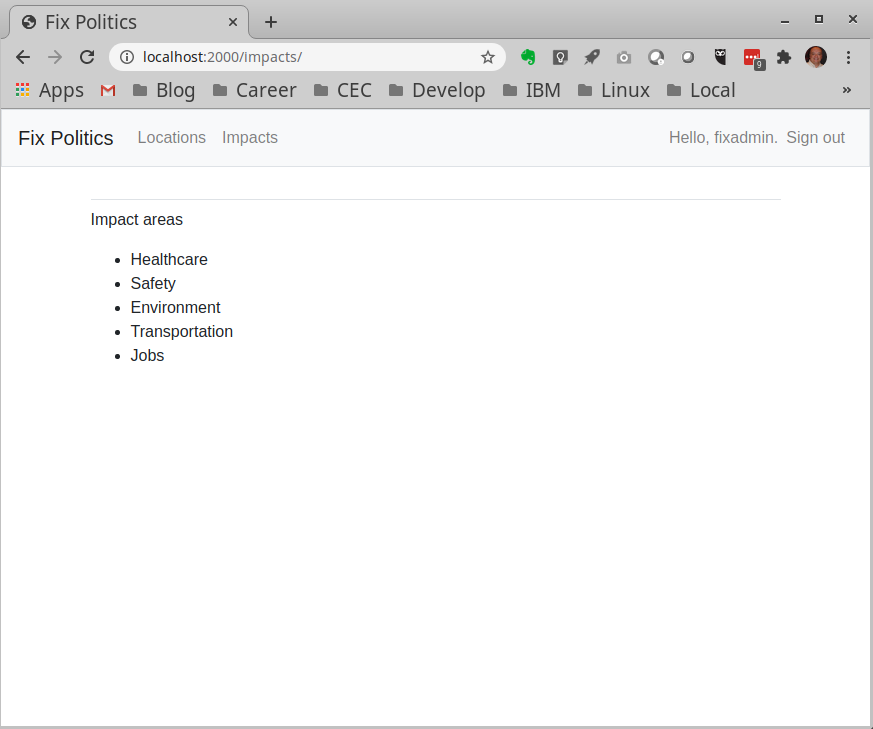 Fix Politics
localhost:2000/impacts/
9
Apps Blog Career CEC Develop IBM Linux Local »
Fix Politics Locations Impacts Hello, fixadmin. Sign out
Impact areas
• Healthcare
• Safety
• Environment
• Transportation
• Jobs